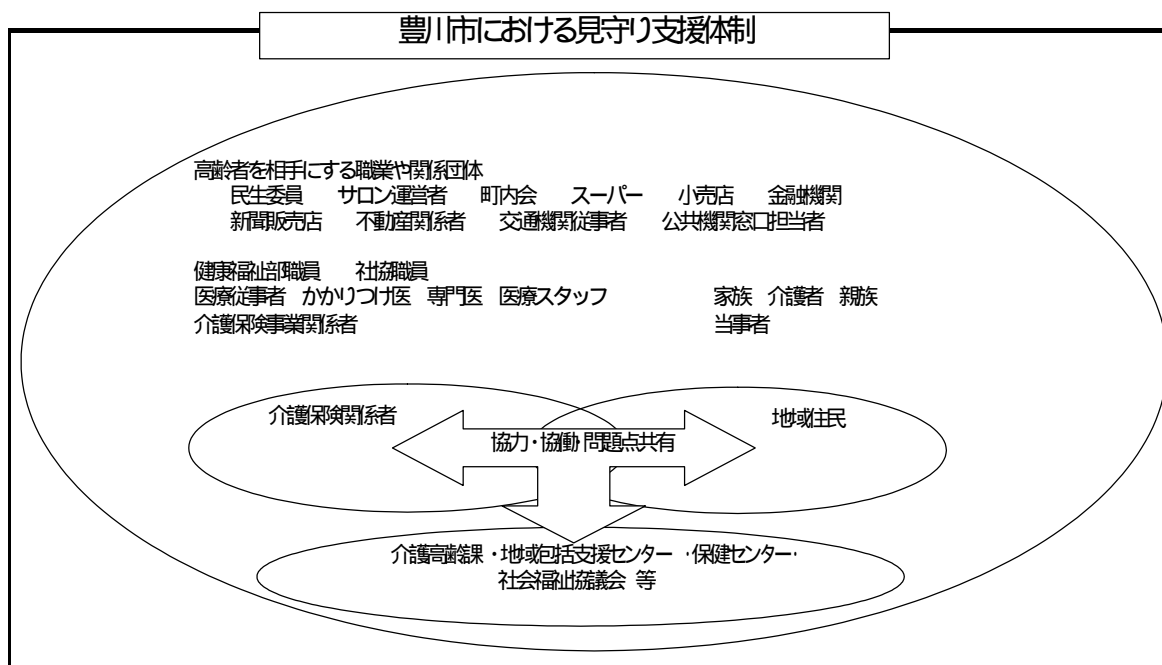 豊川市における見守り支援体制
高齢者を相手にする職業や関係団体
民生委員 サロン運営者 町内会 スーパー 小売店 金融機関
新聞販売店 不動産関係者 交通機関従事者 公共機関窓口担当者
健康福祉部職員 社協職員
医療従事者 かかりつけ医 専門医 医療スタッフ 家族 介護者 親族
介護保険事業関係者 当事者
介護保険関係者 地域住民
協力・協働・問題点共有
介護高齢課・地域包括支援センター・保健センター・
社会福祉協議会 等